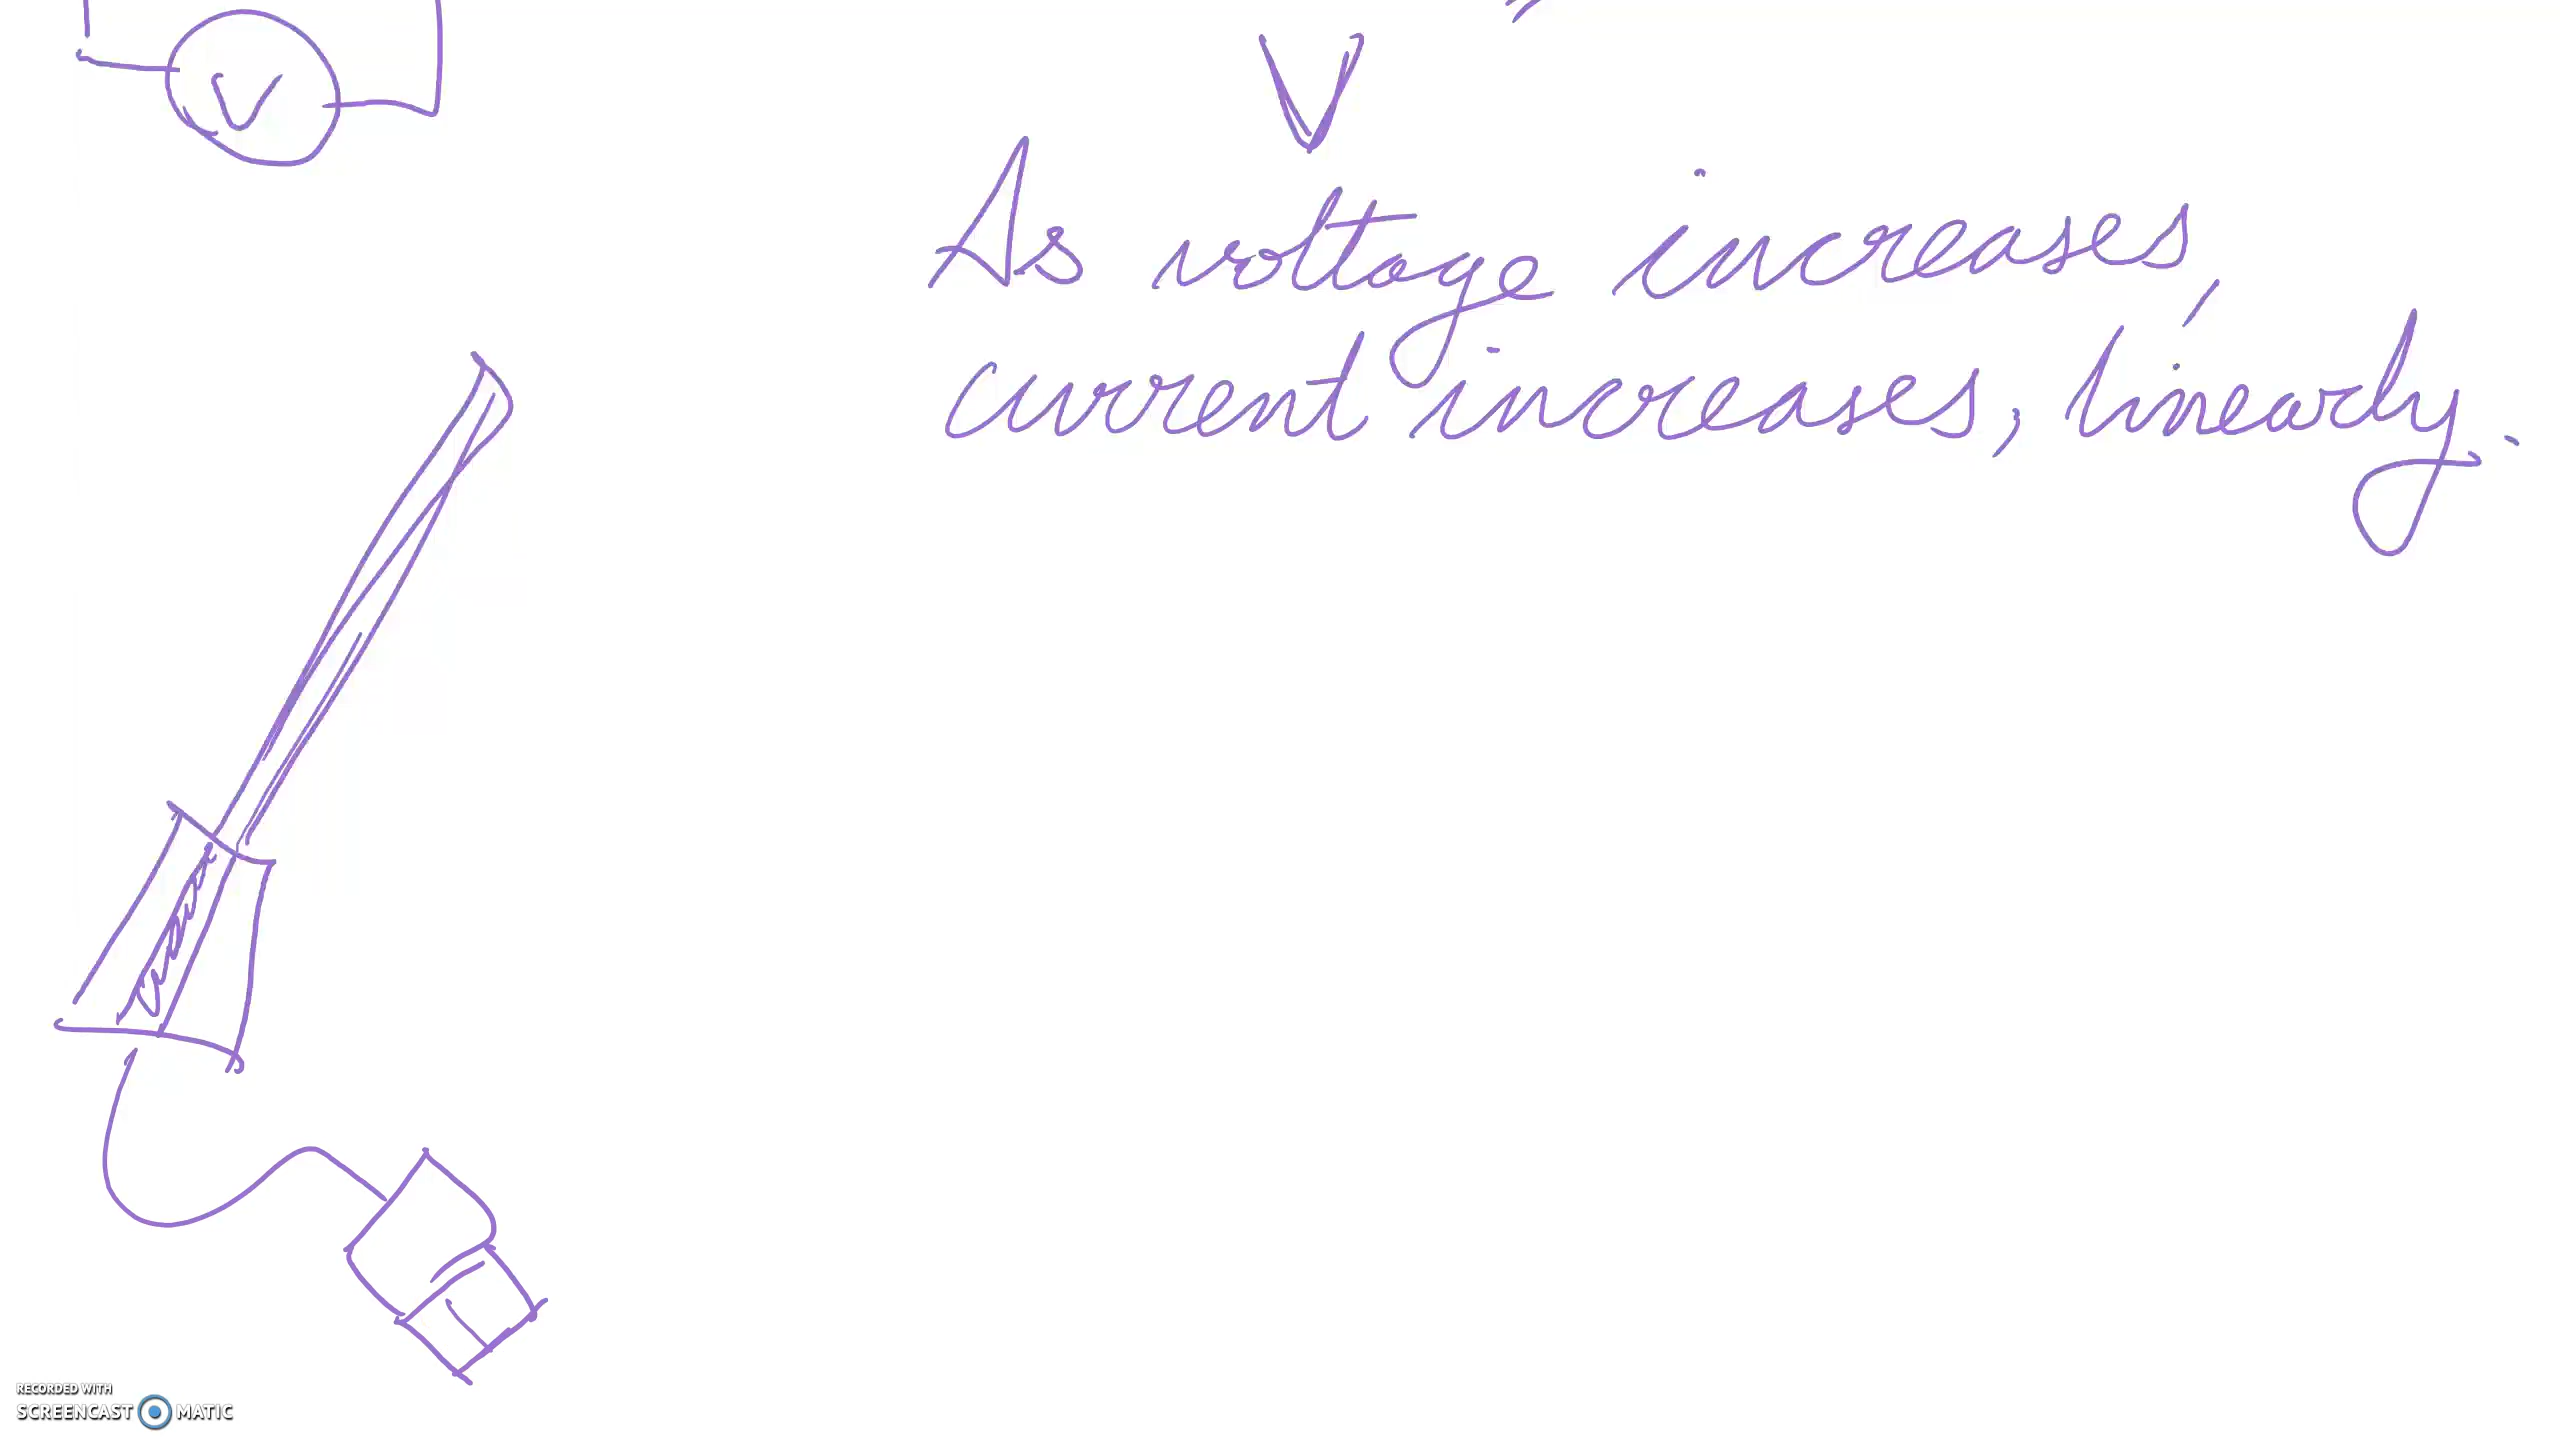 V
V
As voltage increases,
current increases, linearly.
RECORDED WITH
SCREENCAST MATIC